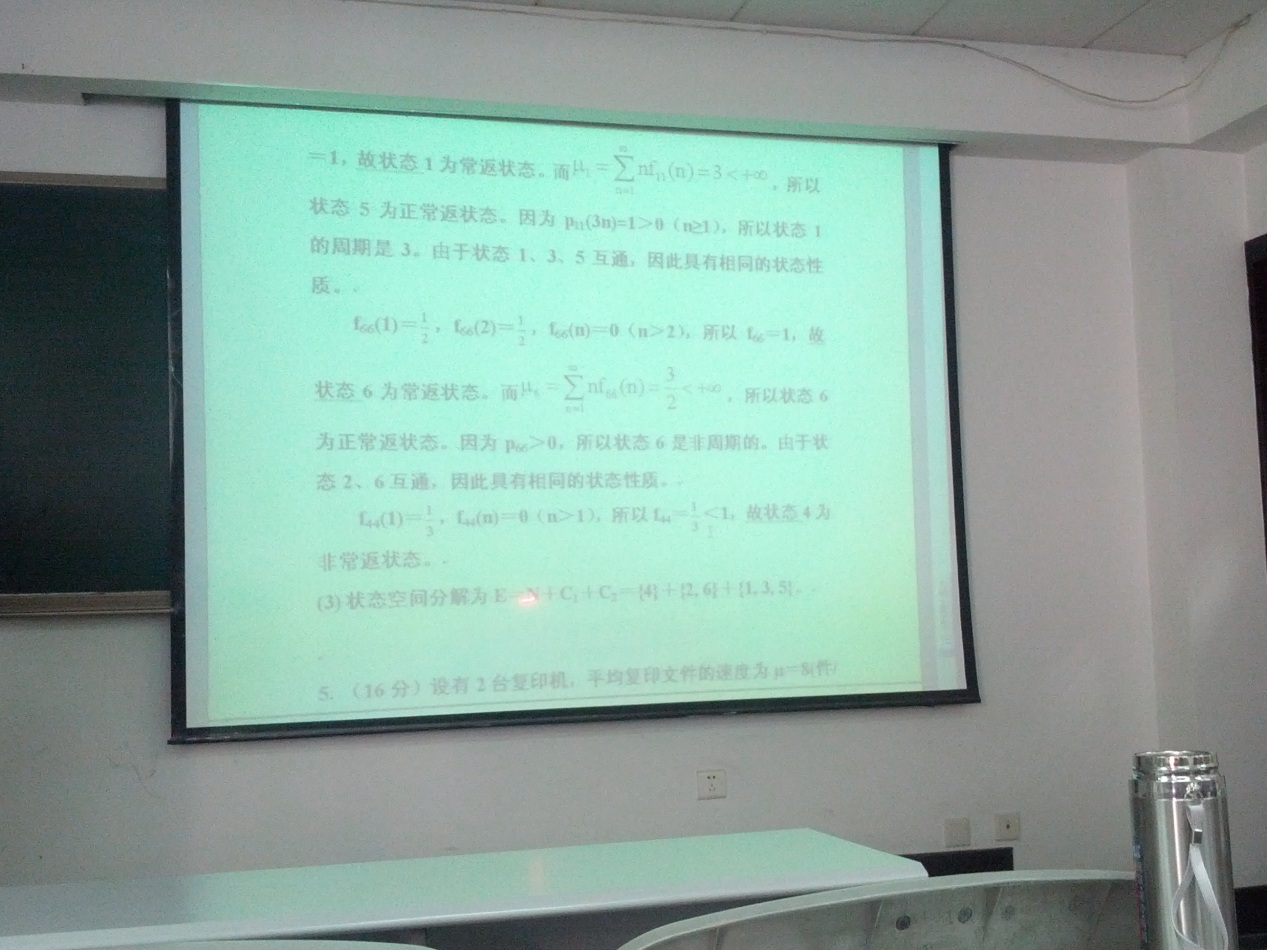 =1，故状态 1 为常返状态。而μ₁ = ∑_{n=1}^{∞} nf₁₁(n) = 3 < +∞，所以
状态 5 为正常返状态。因为 p₁₁(3n)=1>0（n≥1），所以状态 1
的周期是 3。由于状态 1、3、5 互通，因此具有相同的状态性
质。
f₆₆(1)=1/2，f₆₆(2)=1/2，f₆₆(n)=0（n>2），所以 f₆₆=1，故
状态 6 为常返状态。而μ₆ = ∑_{n=1}^{∞} nf₆₆(n) = 3/2 < +∞，所以状态 6
为正常返状态。因为 p₆₆>0，所以状态 6 是非周期的。由于状
态 2、6 互通，因此具有相同的状态性质。
f₄₄(1)=1/3，f₄₄(n)=0（n>1），所以 f₄₄=1/3<1，故状态 4 为
非常返状态。
(3) 状态空间分解为 E=N+C₁+C₂={4}+{2, 6}+{1, 3, 5}。
5. （16 分）设有 2 台复印机，平均复印文件的速度为 μ=8(件/